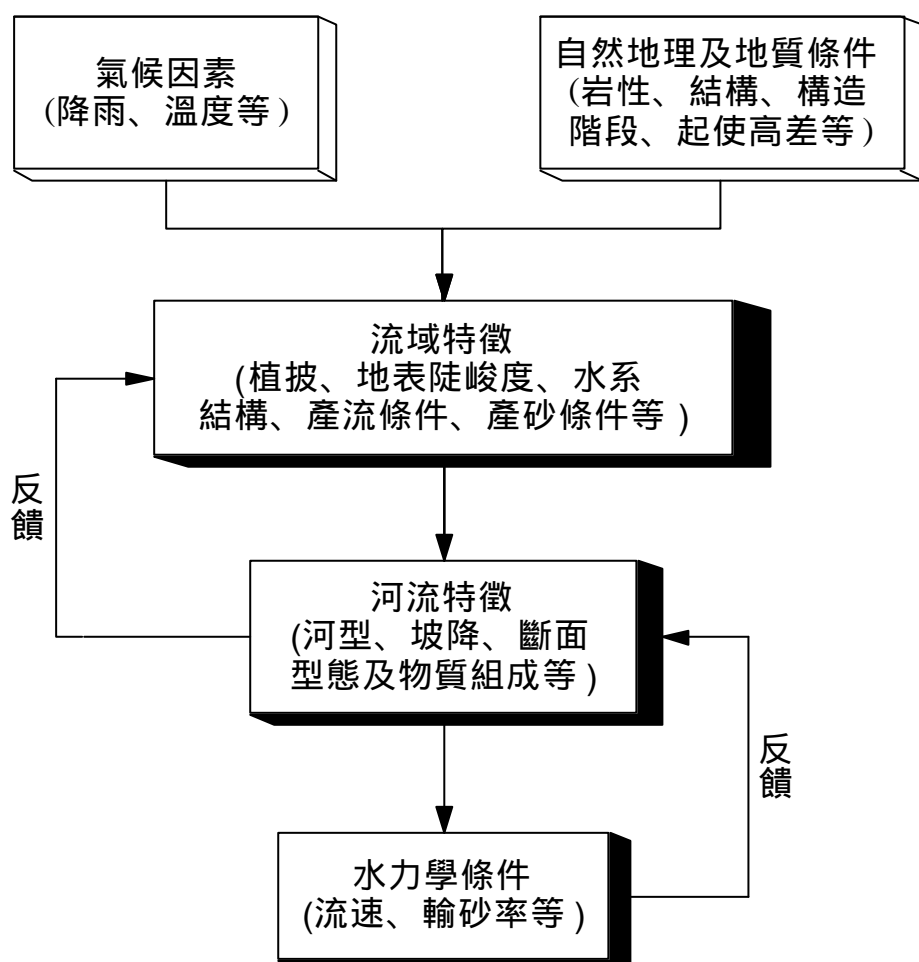 氣候因素
(降雨、溫度等)
自然地理及地質條件
(岩性、結構、構造
階段、起使高差等)
流域特徵
(植披、地表陡峻度、水系
結構、產流條件、產砂條件等)
反饋
河流特徵
(河型、坡降、斷面
型態及物質組成等)
反饋
水力學條件
(流速、輸砂率等)